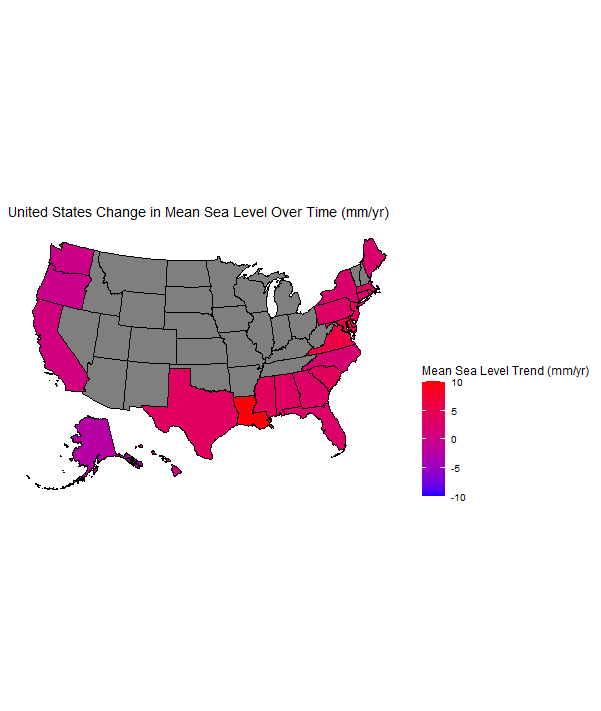 United States Change in Mean Sea Level Over Time (mm/yr)
Mean Sea Level Trend (mm/yr)
10
5
0
-5
-10